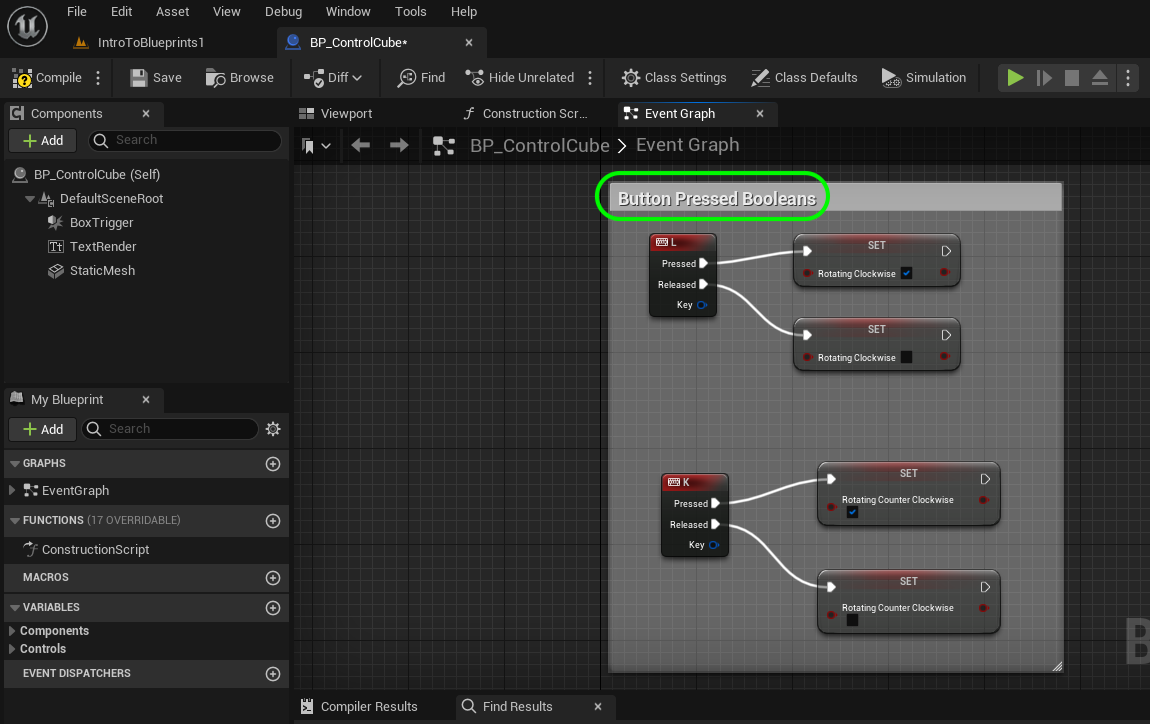 File Edit Asset View Debug Window Tools Help
IntroToBlueprints1
BP_ControlCube*
Compile
Save
Browse
Diff
Find
Hide Unrelated
Class Settings
Class Defaults
Simulation
Components
Add
Search
BP_ControlCube (Self)
DefaultSceneRoot
BoxTrigger
TextRender
StaticMesh
My Blueprint
Add
Search
GRAPHS
EventGraph
FUNCTIONS (17 OVERRIDABLE)
ConstructionScript
MACROS
VARIABLES
Components
Controls
EVENT DISPATCHERS
Viewport
Construction Scr...
Event Graph
BP_ControlCube > Event Graph
Button Pressed Booleans
L
Pressed
Released
Key
SET
Rotating Clockwise
SET
Rotating Clockwise
K
Pressed
Released
Key
SET
Rotating Counter Clockwise
SET
Rotating Counter Clockwise
B
Compiler Results
Find Results